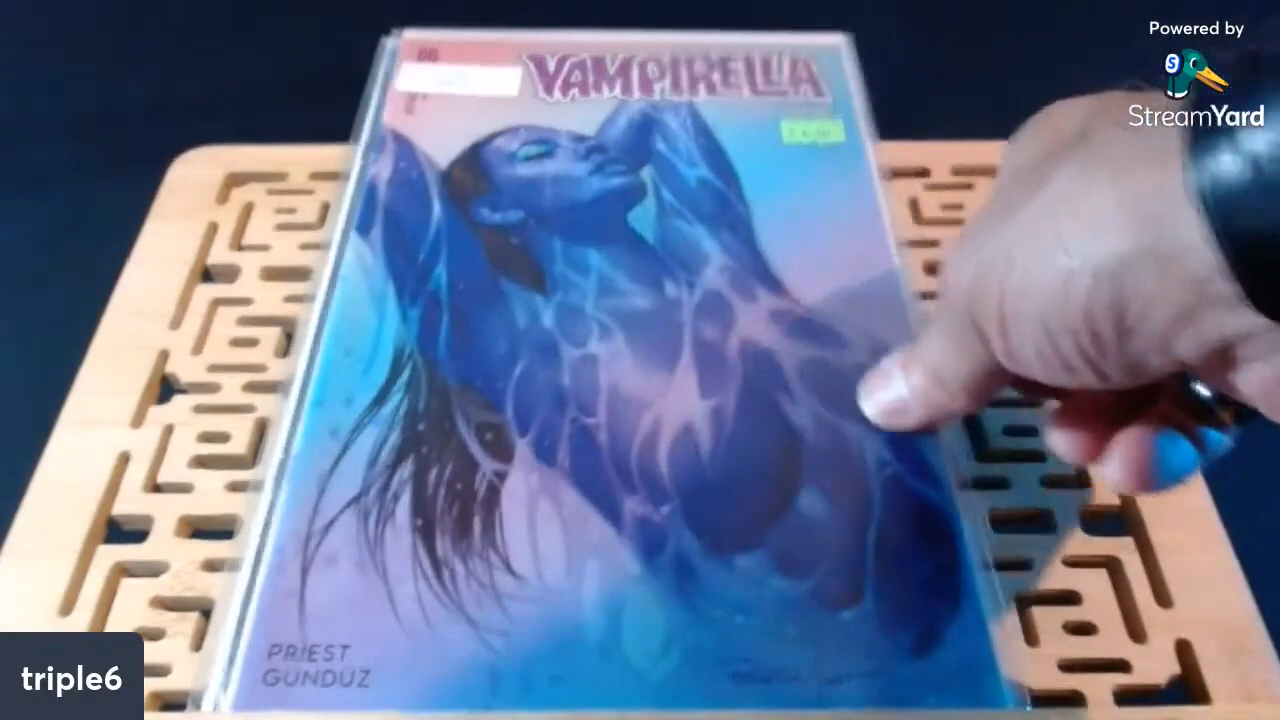 Powered by
StreamYard
VAMPIRELLA
PRIEST
GUNDUZ
triple6